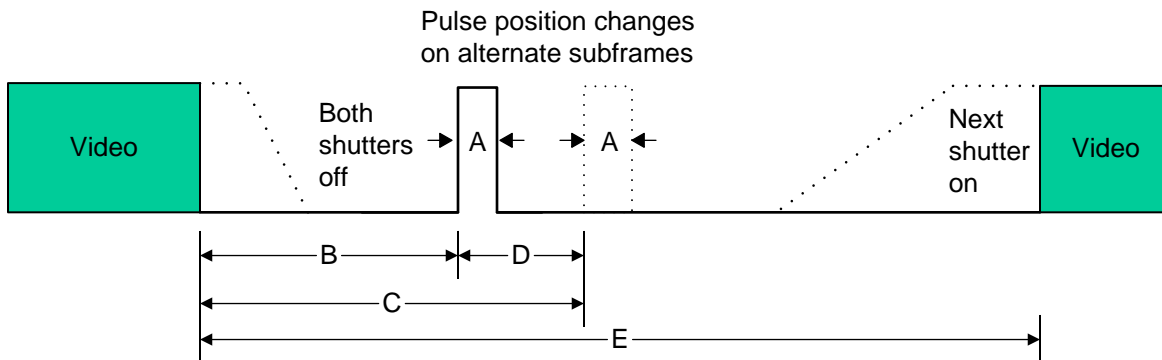 Pulse position changes
on alternate subframes
Video
Both
shutters
off
A
A
Next
shutter
on
Video
B
D
C
E